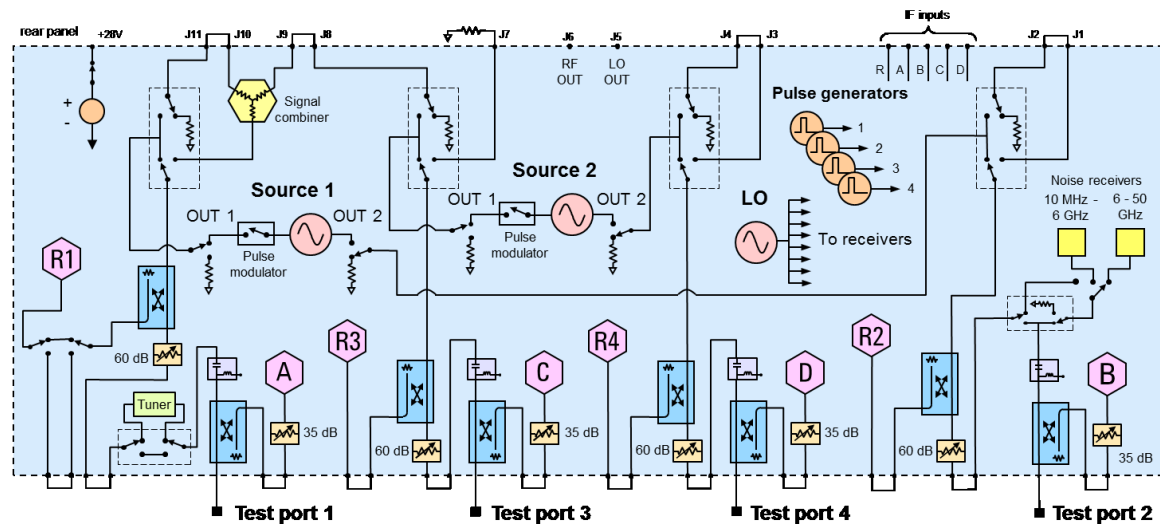 rear panel
+28V
J11
J10
J9
J8
J7
J6
J5
J4
J3
IF inputs
J2
J1
RF
OUT
LO
OUT
R
A
B
C
D
+
-
Signal
combiner
Pulse generators
1
2
3
4
Source 1
Source 2
OUT 1
OUT 2
OUT 1
OUT 2
Pulse
modulator
Pulse
modulator
LO
To receivers
Noise receivers
10 MHz -
6 GHz
6 - 50
GHz
R1
R3
R4
R2
60 dB
A
C
D
B
Tuner
35 dB
60 dB
35 dB
60 dB
35 dB
60 dB
35 dB
Test port 1
Test port 3
Test port 4
Test port 2